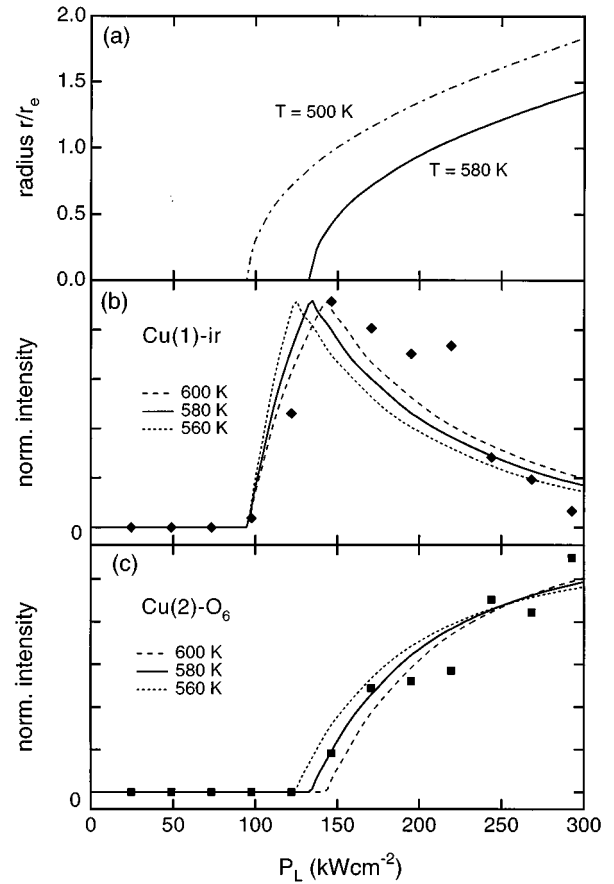 (a)
2.0
1.5
1.0
0.5
0.0
radius r/rₑ
T = 500 K
T = 580 K
(b)
Cu(1)-ir
600 K
580 K
560 K
norm. intensity
0
(c)
Cu(2)-O₆
600 K
580 K
560 K
norm. intensity
0
0 50 100 150 200 250 300
P_L (kWcm⁻²)